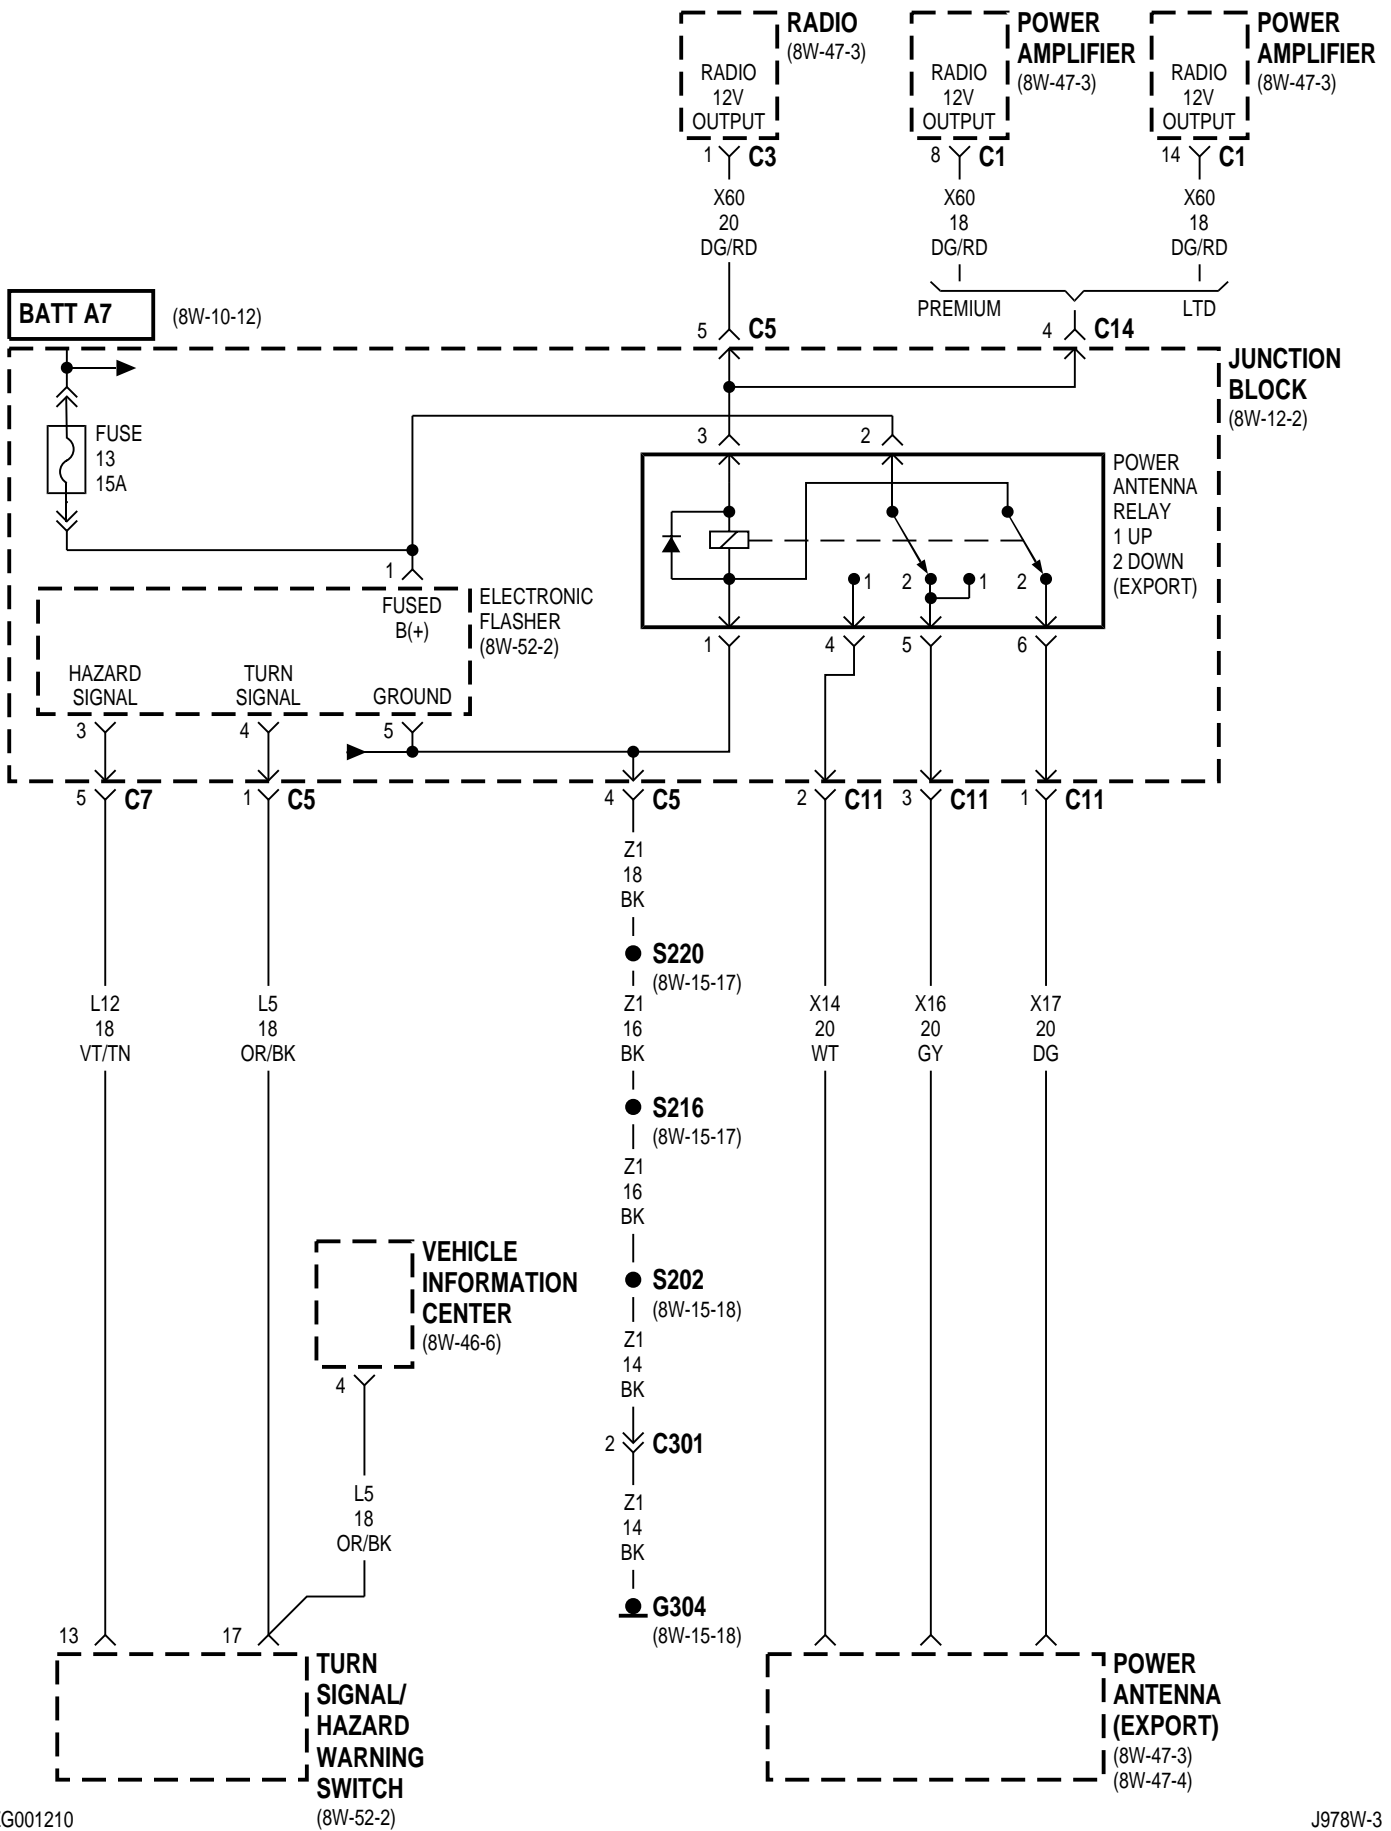 RADIO
(8W-47-3)
RADIO
12V
OUTPUT
1
C3
X60
20
DG/RD
POWER
AMPLIFIER
(8W-47-3)
RADIO
12V
OUTPUT
8
C1
X60
18
DG/RD
PREMIUM
POWER
AMPLIFIER
(8W-47-3)
RADIO
12V
OUTPUT
14
C1
X60
18
DG/RD
LTD
BATT A7
(8W-10-12)
5
C5
4
C14
JUNCTION
BLOCK
(8W-12-2)
FUSE
13
15A
3
2
POWER
ANTENNA
RELAY
1 UP
2 DOWN
(EXPORT)
1
2
1
2
1
4
5
6
1
FUSED
B(+)
ELECTRONIC
FLASHER
(8W-52-2)
HAZARD
SIGNAL
TURN
SIGNAL
GROUND
3
4
5
5
C7
1
C5
4
C5
2
C11
3
C11
1
C11
Z1
18
BK
S220
(8W-15-17)
L12
18
VT/TN
L5
18
OR/BK
Z1
16
BK
X14
20
WT
X16
20
GY
X17
20
DG
S216
(8W-15-17)
Z1
16
BK
VEHICLE
INFORMATION
CENTER
(8W-46-6)
4
S202
(8W-15-18)
Z1
14
BK
2
C301
L5
18
OR/BK
Z1
14
BK
G304
(8W-15-18)
13
17
TURN
SIGNAL/
HAZARD
WARNING
SWITCH
(8W-52-2)
POWER
ANTENNA
(EXPORT)
(8W-47-3)
(8W-47-4)
G001210
J978W-3